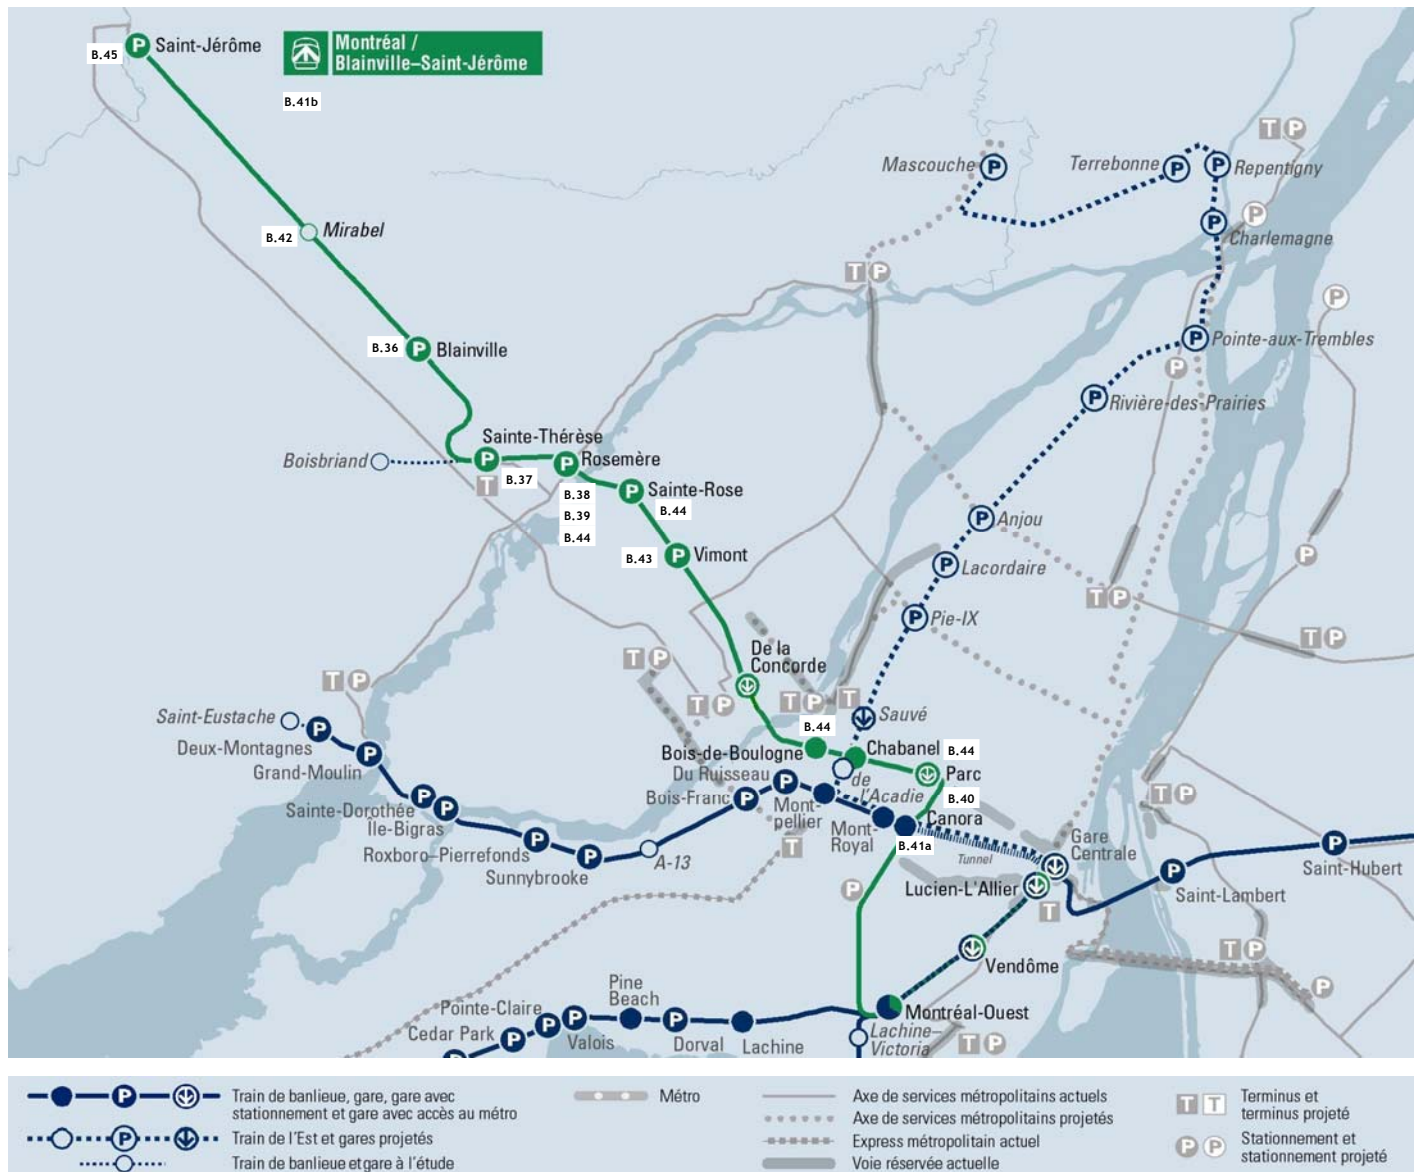 Saint-Jérôme
B.45
Montréal /
Blainville–Saint-Jérôme
B.41b
T P
Mascouche
P
Terrebonne
P
P
Repentigny
P
Charlemagne
B.42
Mirabel
T P
P
P
Pointe-aux-Trembles
B.36
P
Blainville
P
P
Rivière-des-Prairies
Sainte-Thérèse
Boisbriand
P
P
Rosemère
B.37
T
P
Sainte-Rose
B.38
B.39
B.44
B.44
P
Anjou
B.43
P
Vimont
P
Lacordaire
P
T P
P
Pie-IX
T P
De la
Concorde
T P
T P
T P
T P
T
Saint-Eustache
P
Deux-Montagnes
P
Grand-Moulin
Sauvé
B.44
Bois-de-Boulogne
Chabanel
B.44
Du Ruisseau
P
de
l'Acadie
Parc
B.40
Bois-Franc
P
Mont-
pellier
Mont-
Royal
Canora
B.41a
Tunnel
Gare
Centrale
T P
P
P
Sainte-Dorothée
Île-Bigras
Roxboro–Pierrefonds
P
Sunnybrooke
P
A-13
T
P
Lucien-L'Allier
T
P
Saint-Lambert
P
Saint-Hubert
Vendôme
T P
P
Pine
Beach
Pointe-Claire
Cedar Park
P
P
P
P
Valois
P
Dorval
Lachine
Montréal-Ouest
Lachine–
Victoria
T P
Train de banlieue, gare, gare avec
stationnement et gare avec accès au métro
Train de l'Est et gares projetés
Train de banlieue et gare à l'étude
Métro
Axe de services métropolitains actuels
Axe de services métropolitains projetés
Express métropolitain actuel
Voie réservée actuelle
T T
Terminus et
terminus projeté
P P
Stationnement et
stationnement projeté